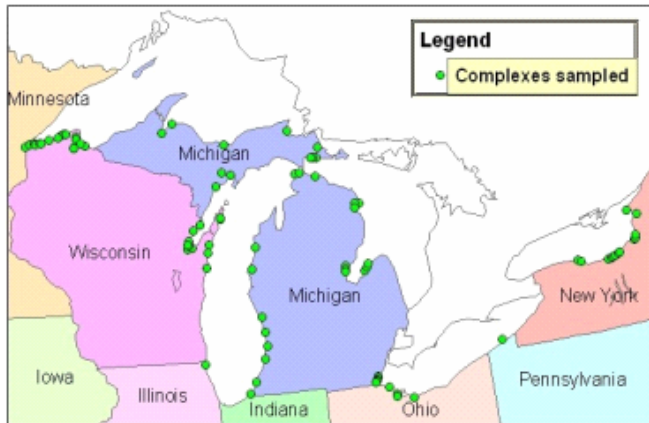 Legend
Complexes sampled
Minnesota
Michigan
Wisconsin
Michigan
New York
Iowa
Illinois
Indiana
Ohio
Pennsylvania